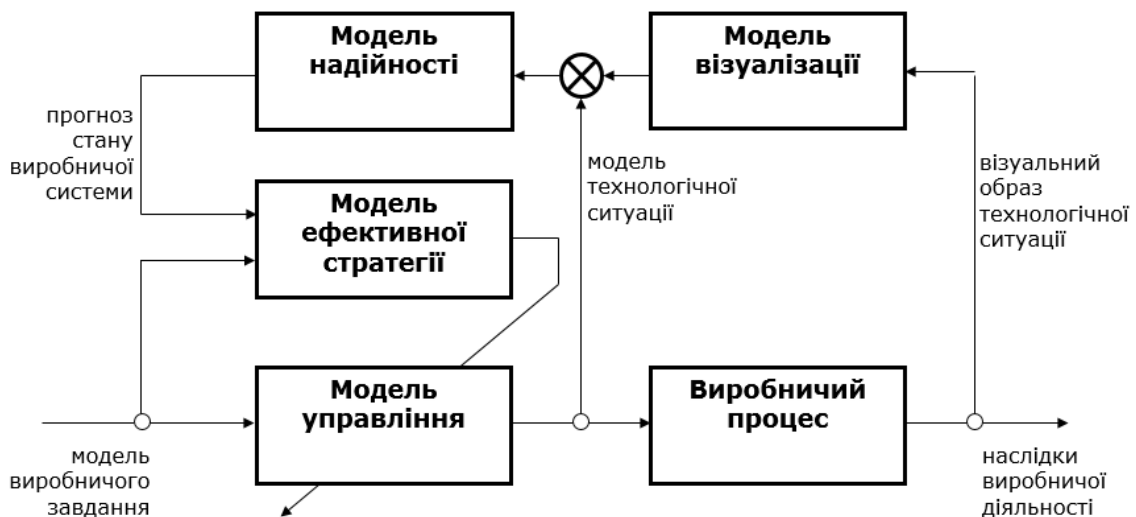 Модель
надійності
Модель
візуалізації
прогноз
стану
виробничої
системи
модель
технологічної
ситуації
візуальний
образ
технологічної
ситуації
Модель
ефективної
стратегії
Модель
управління
Виробничий
процес
модель
виробничого
завдання
наслідки
виробничої
діяльності